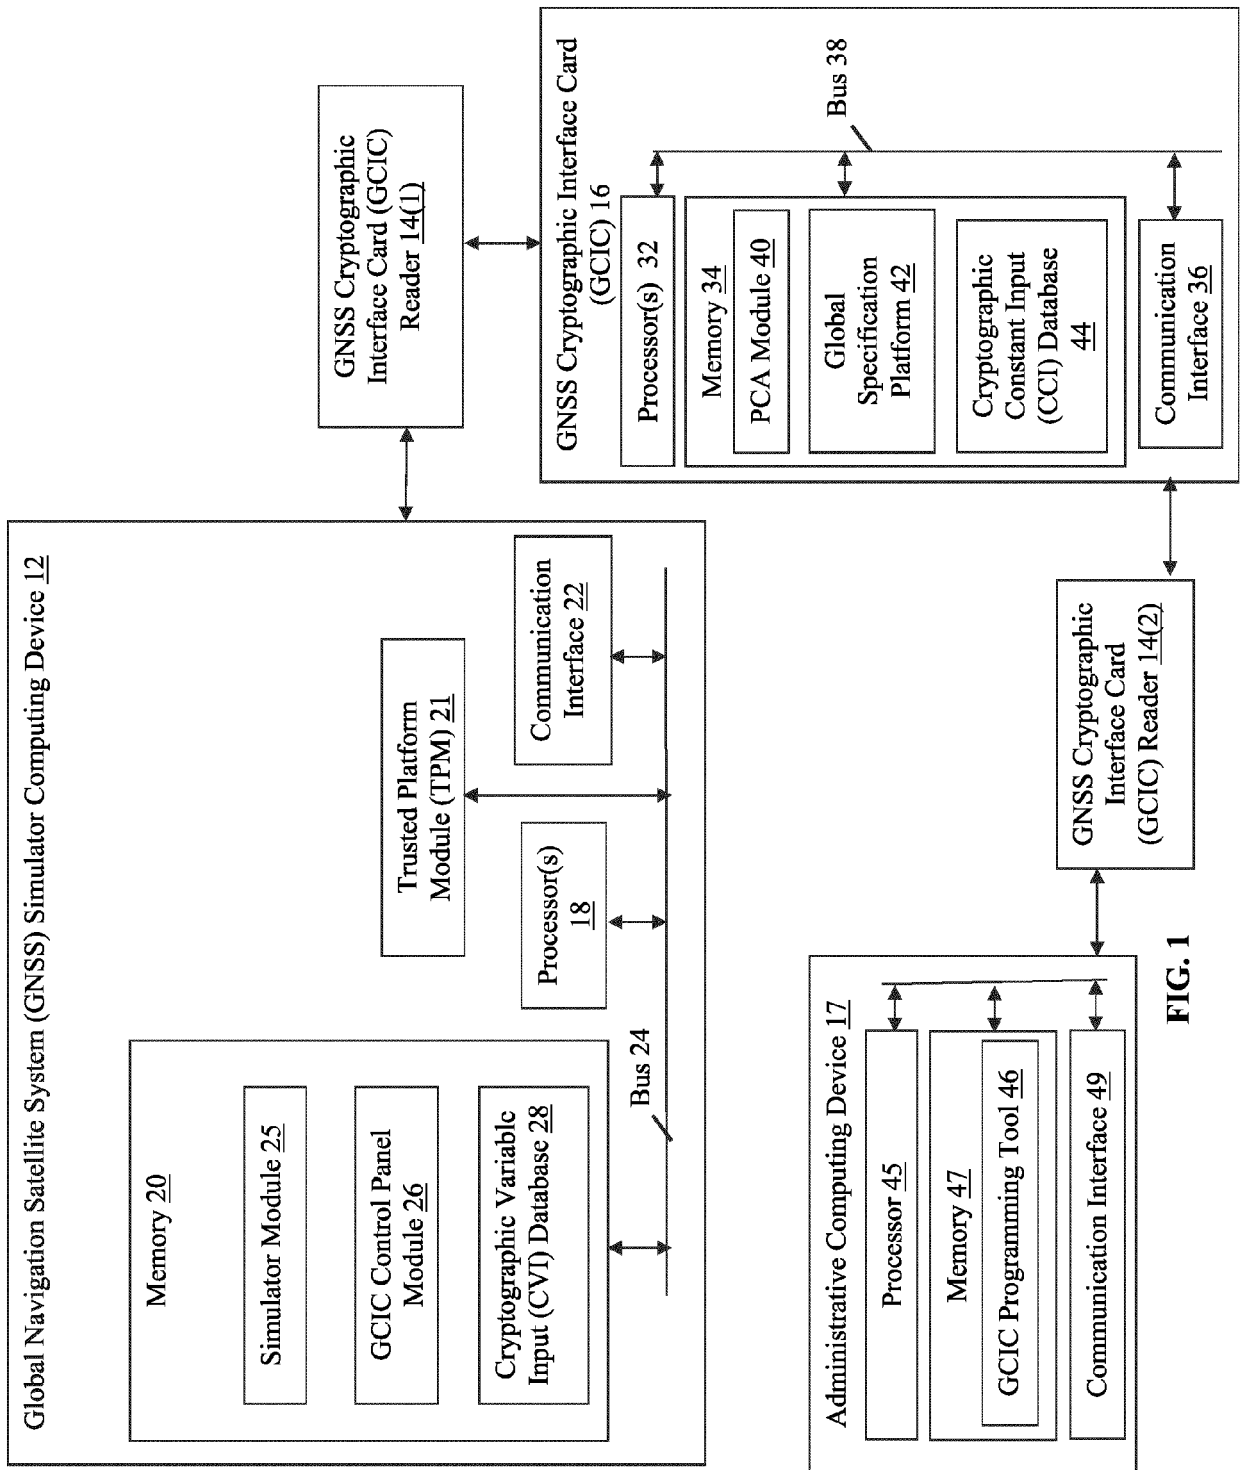 Global Navigation Satellite System (GNSS) Simulator Computing Device 12
Memory 20
Simulator Module 25
GCIC Control Panel
Module 26
Cryptographic Variable
Input (CVI) Database 28
Bus 24
Processor(s)
18
Trusted Platform
Module (TPM) 21
Communication
Interface 22
GNSS Cryptographic
Interface Card (GCIC)
Reader 14(1)
GNSS Cryptographic Interface Card
(GCIC) 16
Processor(s) 32
Memory 34
PCA Module 40
Global
Specification
Platform 42
Cryptographic
Constant Input
(CCI) Database
44
Communication
Interface 36
Bus 38
Administrative Computing Device 17
Processor 45
Memory 47
GCIC Programming Tool 46
Communication Interface 49
GNSS Cryptographic
Interface Card
(GCIC) Reader 14(2)
FIG. 1